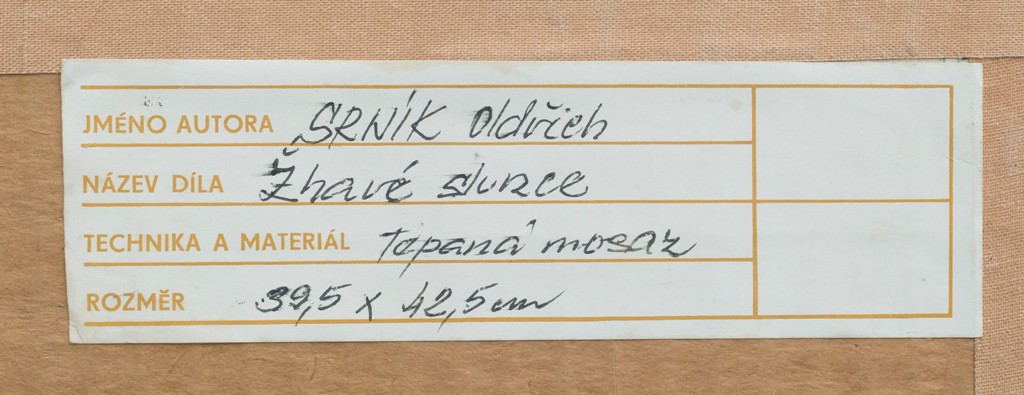 JMÉNO AUTORA SRNÍK Oldřich
NÁZEV DÍLA Žhavé slunce
TECHNIKA A MATERIÁL Tepaná mosaz
ROZMĚR 39,5 x 42,5 cm